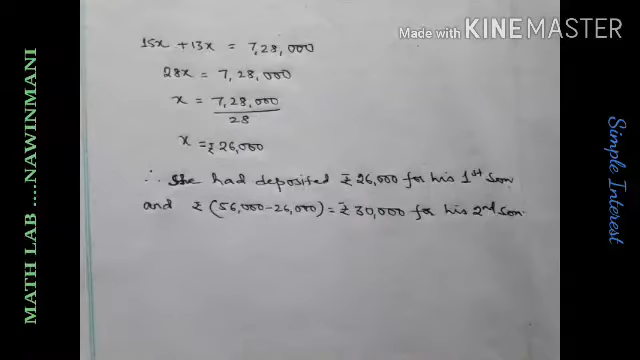 Made with KINEMASTER
15x + 13x = 7,28,000
28x = 7,28,000
x = 7,28,000
28
x = ₹ 26,000
∴ She had deposited ₹ 26,000 for his 1st son
and ₹ (56,000 - 26,000) = ₹ 30,000 for his 2nd son.
MATH LAB ....NAWINMANI
Simple Interest